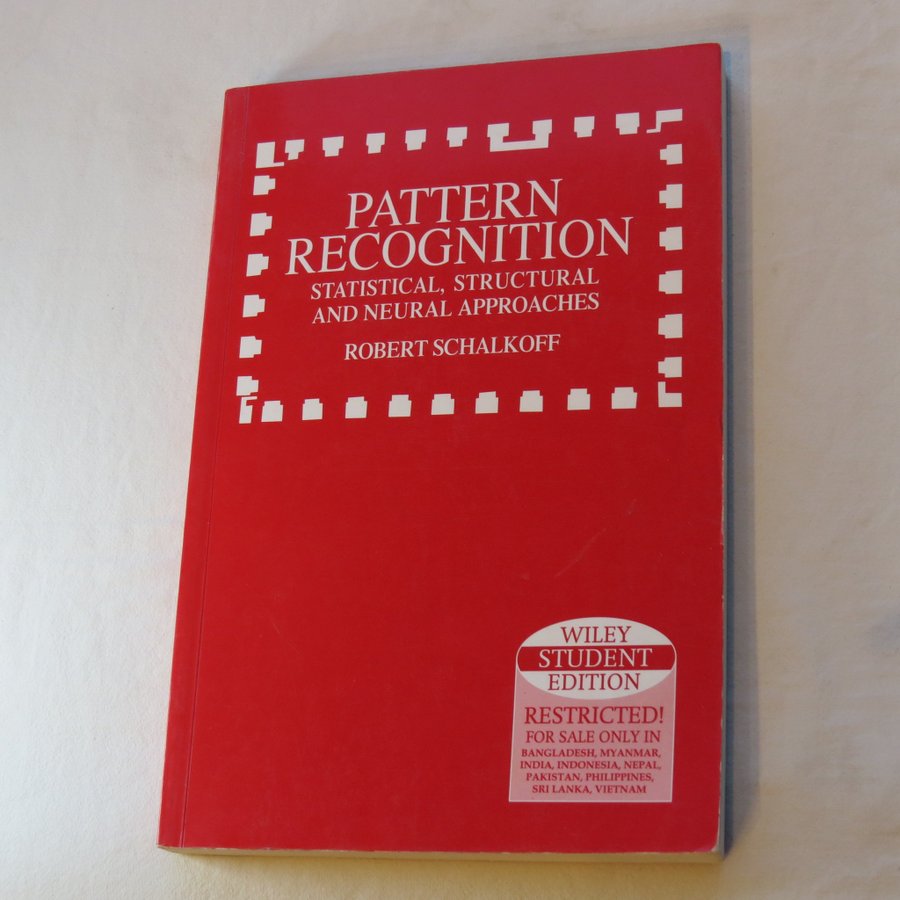 PATTERN
RECOGNITION
STATISTICAL, STRUCTURAL
AND NEURAL APPROACHES
ROBERT SCHALKOFF
WILEY
STUDENT
EDITION
RESTRICTED!
FOR SALE ONLY IN
BANGLADESH, MYANMAR,
INDIA, INDONESIA, NEPAL,
PAKISTAN, PHILIPPINES,
SRI LANKA, VIETNAM